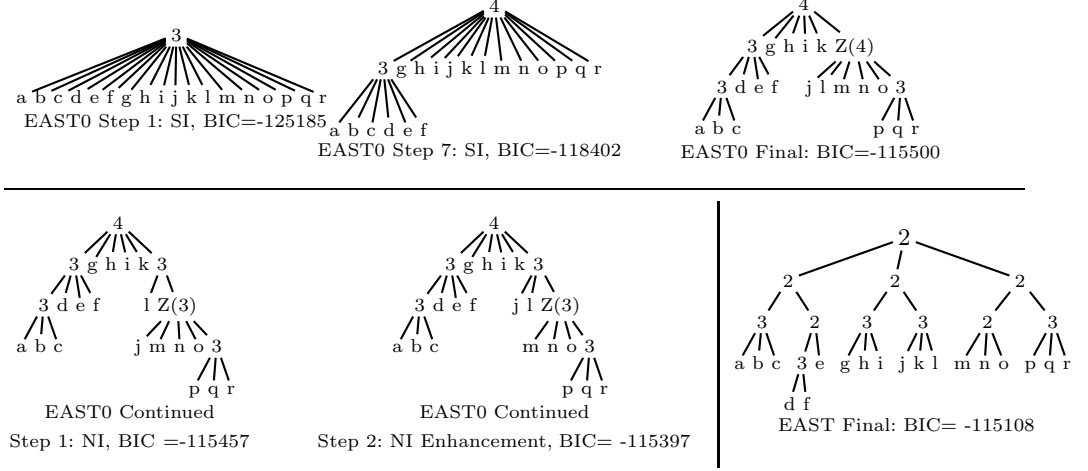 3
a b c d e f g h i j k l m n o p q r
EAST0 Step 1: SI, BIC=-125185
4
3 g h i j k l m n o p q r
a b c d e f
EAST0 Step 7: SI, BIC=-118402
4
3 g h i k Z(4)
3 d e f j l m n o 3
a b c p q r
EAST0 Final: BIC=-115500
4
3 g h i k 3
3 d e f l Z(3)
a b c j m n o 3
p q r
EAST0 Continued
Step 1: NI, BIC =-115457
4
3 g h i k 3
3 d e f j l Z(3)
a b c m n o 3
p q r
EAST0 Continued
Step 2: NI Enhancement, BIC= -115397
2
2 2 2
3 2 3 3 2 3
a b c 3 e g h i j k l m n o p q r
d f
EAST Final: BIC= -115108